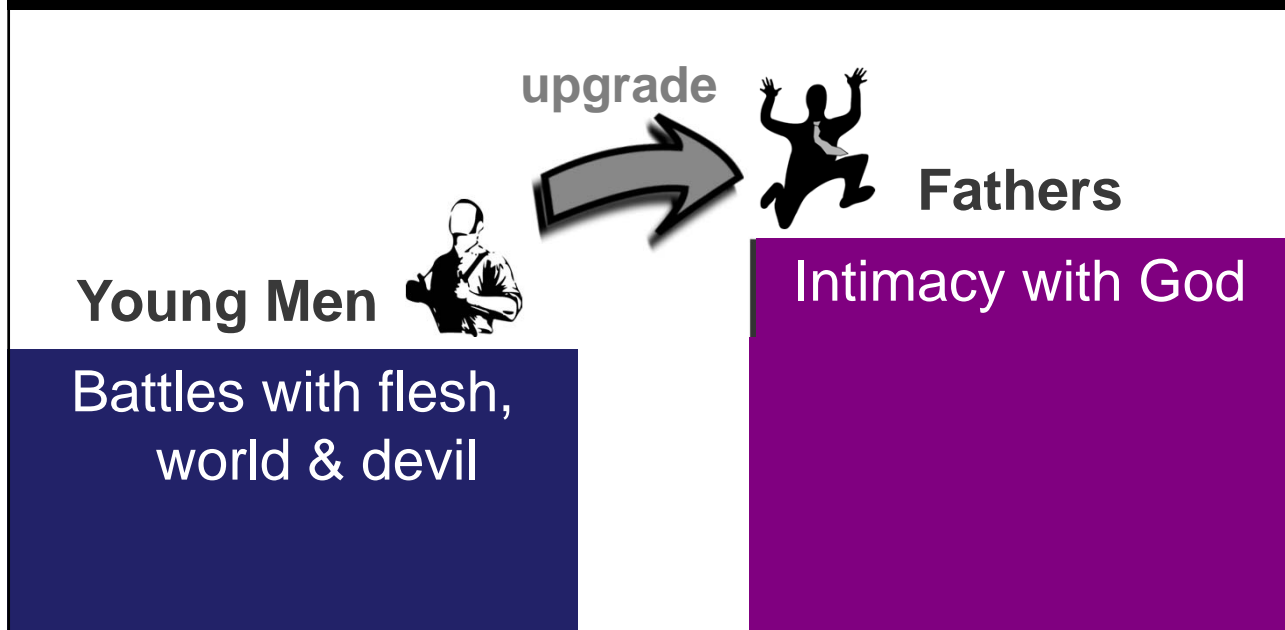 upgrade
Fathers
Young Men
Intimacy with God
Battles with flesh,
world & devil